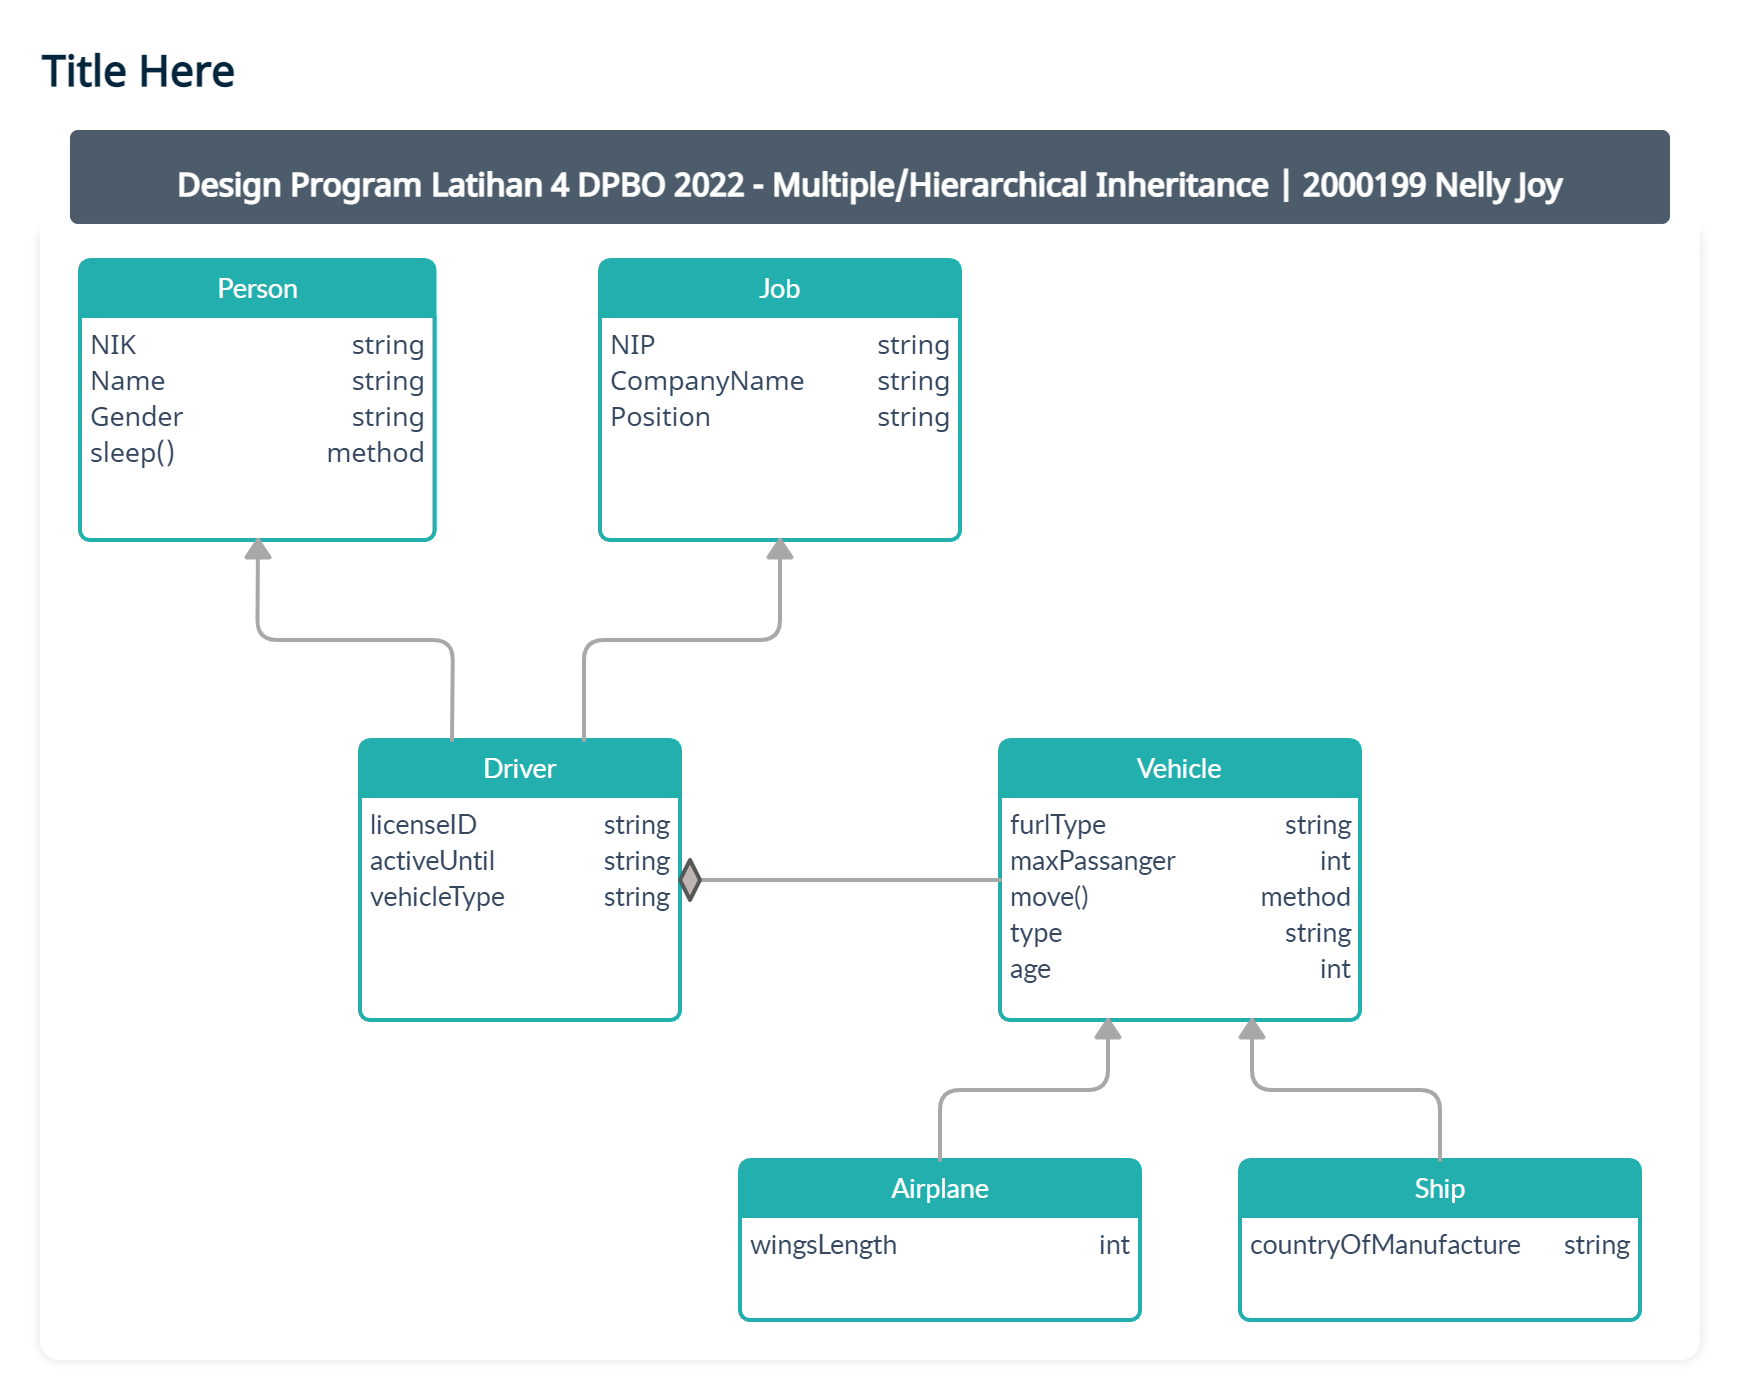 Title Here
Design Program Latihan 4 DPBO 2022 - Multiple/Hierarchical Inheritance | 2000199 Nelly Joy
Person
NIK string
Name string
Gender string
sleep() method
Job
NIP string
CompanyName string
Position string
Driver
licenseID string
activeUntil string
vehicleType string
Vehicle
furlType string
maxPassanger int
move() method
type string
age int
Airplane
wingsLength int
Ship
countryOfManufacture string